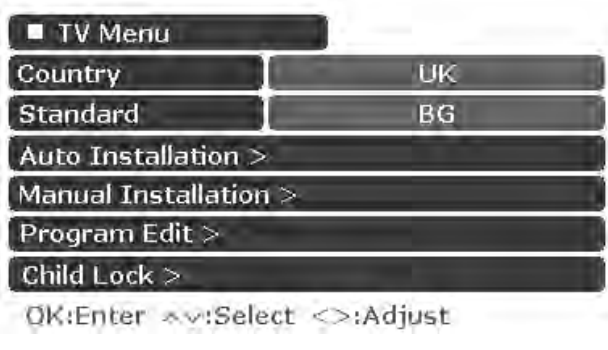 ■ TV Menu
Country UK
Standard BG
Auto Installation >
Manual Installation >
Program Edit >
Child Lock >
OK:Enter ︿﹀:Select <>:Adjust